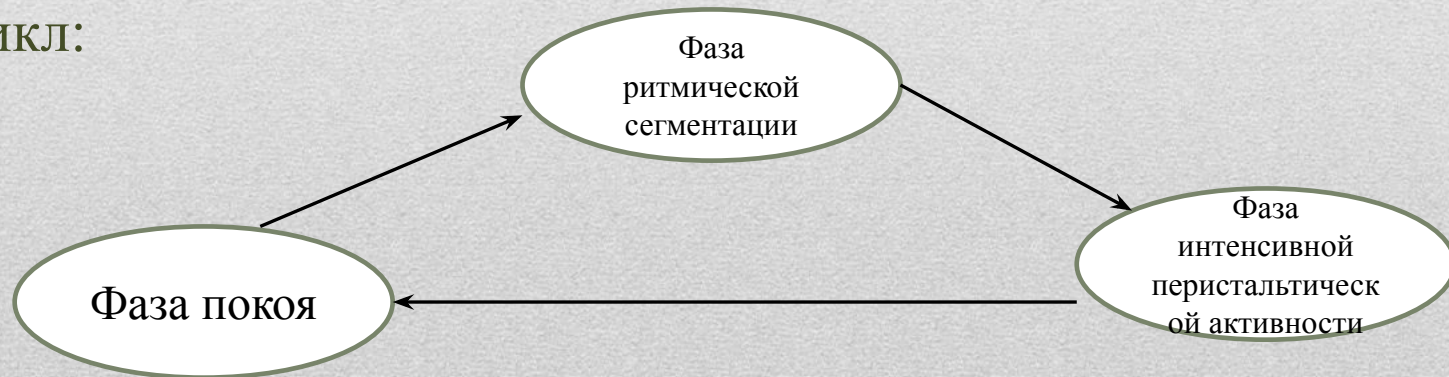 икл:
Фаза
ритмической
сегментации
Фаза
интенсивной
перистальтическ
ой активности
Фаза покоя